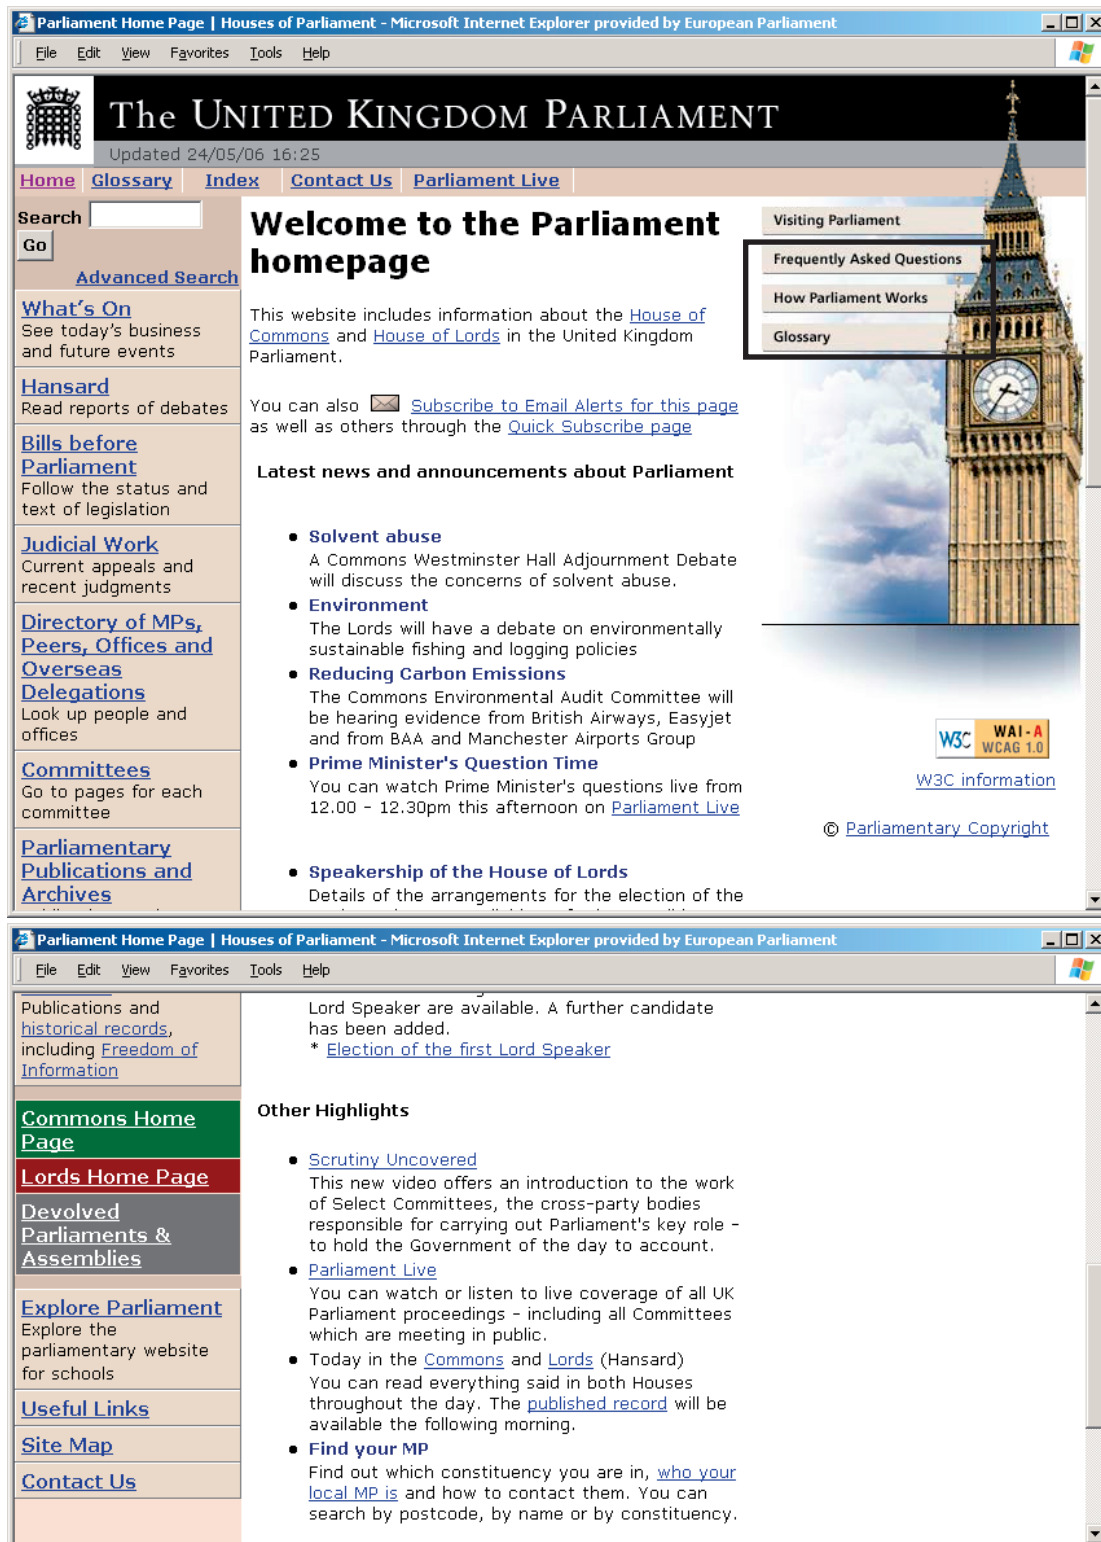 Parliament Home Page | Houses of Parliament - Microsoft Internet Explorer provided by European Parliament
File Edit View Favorites Tools Help
The UNITED KINGDOM PARLIAMENT
Updated 24/05/06 16:25
Home Glossary Index Contact Us Parliament Live
Search
Go
Advanced Search
What's On
See today's business
and future events
Hansard
Read reports of debates
Bills before
Parliament
Follow the status and
text of legislation
Judicial Work
Current appeals and
recent judgments
Directory of MPs,
Peers, Offices and
Overseas
Delegations
Look up people and
offices
Committees
Go to pages for each
committee
Parliamentary
Publications and
Archives
Welcome to the Parliament
homepage
This website includes information about the House of
Commons and House of Lords in the United Kingdom
Parliament.
You can also Subscribe to Email Alerts for this page
as well as others through the Quick Subscribe page
Latest news and announcements about Parliament
• Solvent abuse
A Commons Westminster Hall Adjournment Debate
will discuss the concerns of solvent abuse.
• Environment
The Lords will have a debate on environmentally
sustainable fishing and logging policies
• Reducing Carbon Emissions
The Commons Environmental Audit Committee will
be hearing evidence from British Airways, Easyjet
and from BAA and Manchester Airports Group
• Prime Minister's Question Time
You can watch Prime Minister's questions live from
12.00 - 12.30pm this afternoon on Parliament Live
• Speakership of the House of Lords
Details of the arrangements for the election of the
Visiting Parliament
Frequently Asked Questions
How Parliament Works
Glossary
W3C WAI-A
WCAG 1.0
W3C information
© Parliamentary Copyright
Parliament Home Page | Houses of Parliament - Microsoft Internet Explorer provided by European Parliament
File Edit View Favorites Tools Help
Publications and
historical records,
including Freedom of
Information
Commons Home
Page
Lords Home Page
Devolved
Parliaments &
Assemblies
Explore Parliament
Explore the
parliamentary website
for schools
Useful Links
Site Map
Contact Us
Lord Speaker are available. A further candidate
has been added.
* Election of the first Lord Speaker
Other Highlights
• Scrutiny Uncovered
This new video offers an introduction to the work
of Select Committees, the cross-party bodies
responsible for carrying out Parliament's key role -
to hold the Government of the day to account.
• Parliament Live
You can watch or listen to live coverage of all UK
Parliament proceedings - including all Committees
which are meeting in public.
• Today in the Commons and Lords (Hansard)
You can read everything said in both Houses
throughout the day. The published record will be
available the following morning.
• Find your MP
Find out which constituency you are in, who your
local MP is and how to contact them. You can
search by postcode, by name or by constituency.